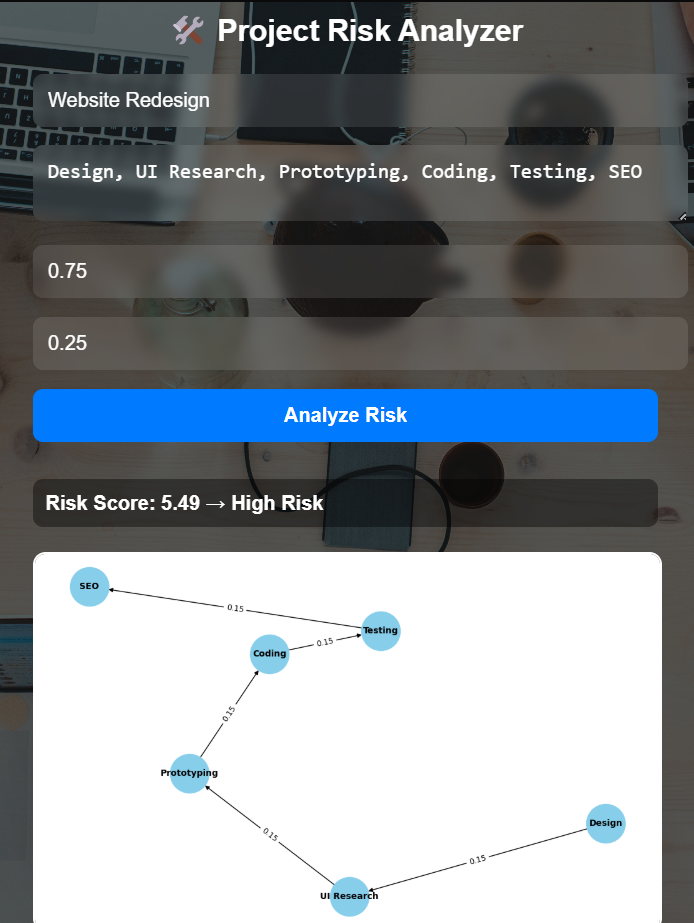 🛠️ Project Risk Analyzer
Website Redesign
Design, UI Research, Prototyping, Coding, Testing, SEO
0.75
0.25
Analyze Risk
Risk Score: 5.49 → High Risk
SEO
0.15
Testing
0.15
Coding
0.15
Prototyping
Design
0.15
0.15
UI Research